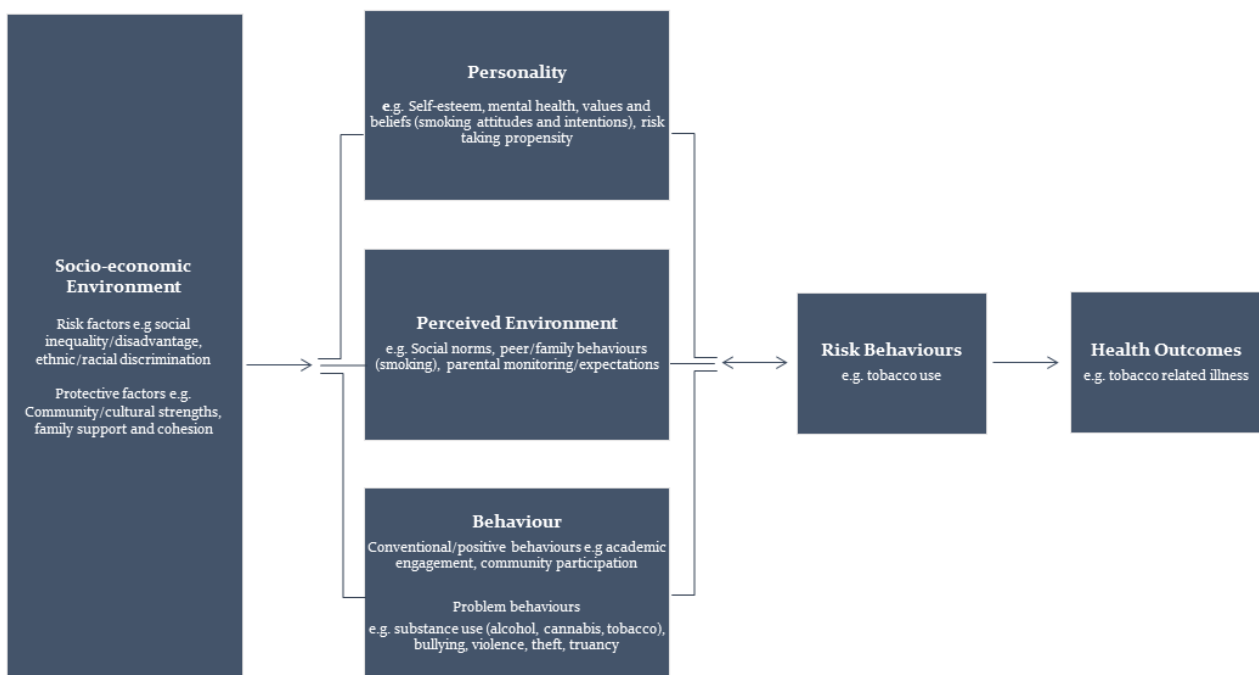 Socio-economic
Environment
Risk factors e.g social
inequality/disadvantage,
ethnic/racial discrimination
Protective factors e.g.
Community/cultural strengths,
family support and cohesion
Personality
e.g. Self-esteem, mental health, values and
beliefs (smoking attitudes and intentions), risk
taking propensity
Perceived Environment
e.g. Social norms, peer/family behaviours
(smoking), parental monitoring/expectations
Behaviour
Conventional/positive behaviours e.g academic
engagement, community participation
Problem behaviours
e.g. substance use (alcohol, cannabis, tobacco),
bullying, violence, theft, truancy
Risk Behaviours
e.g. tobacco use
Health Outcomes
e.g. tobacco related illness